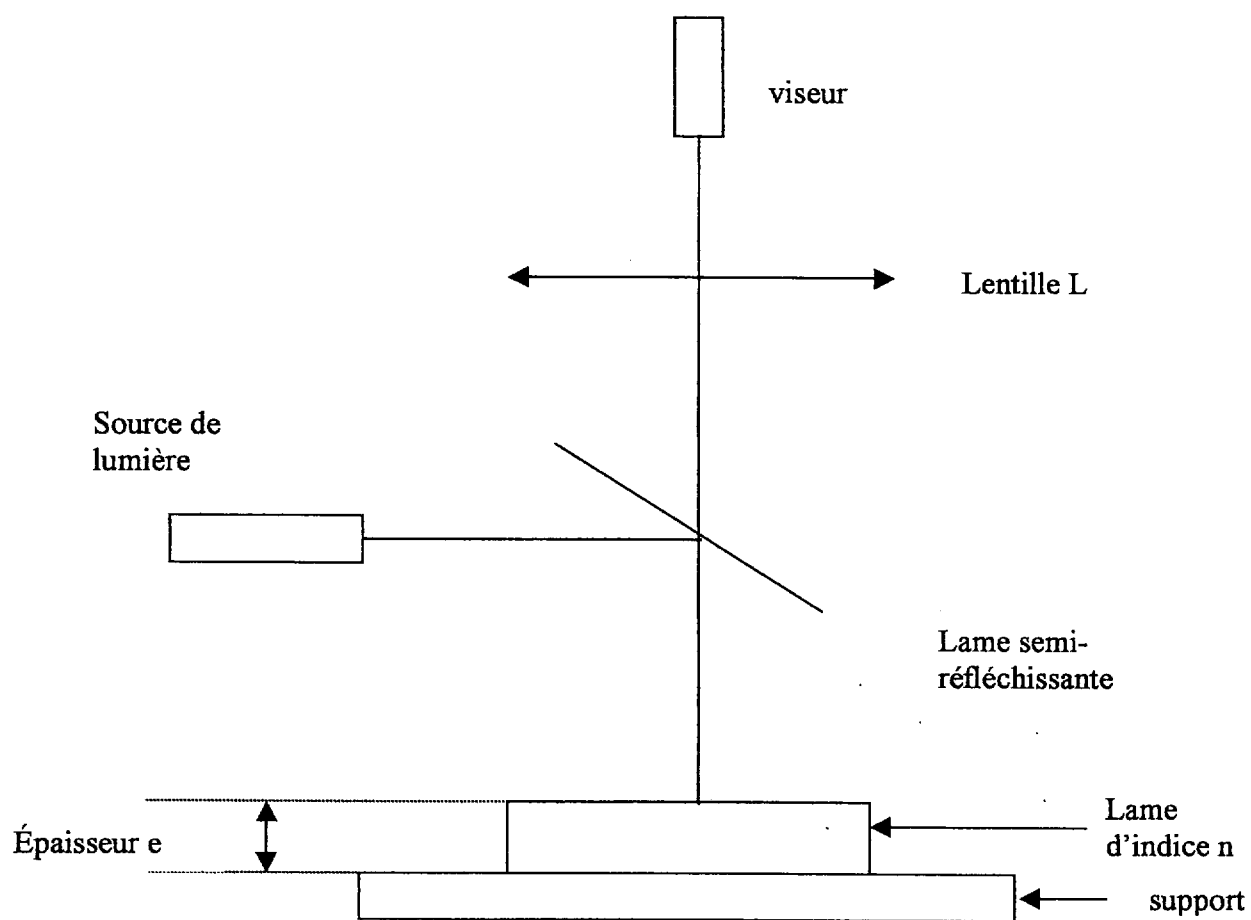 viseur
Lentille L
Source de
lumière
Lame semi-
réfléchissante
Lame
d'indice n
Épaisseur e
support